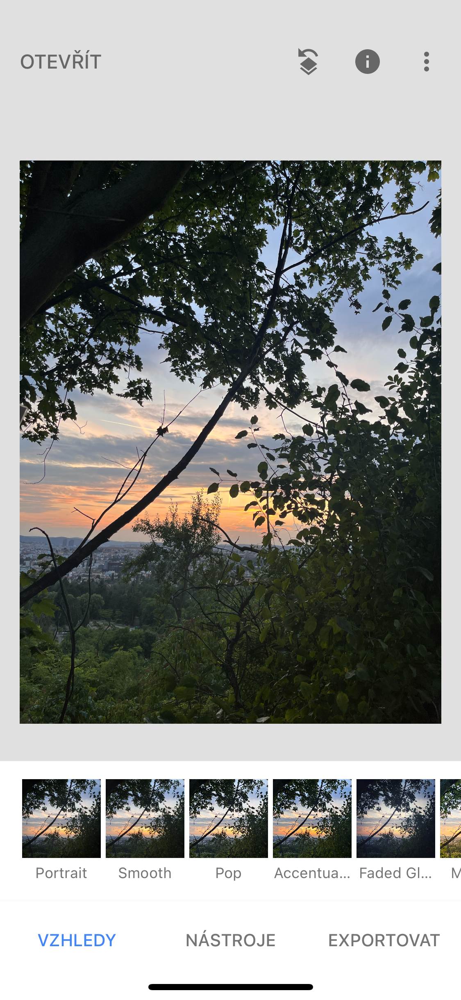 OTEVŘÍT
Portrait
Smooth
Pop
Accentua...
Faded Gl...
M
VZHLEDY
NÁSTROJE
EXPORTOVAT